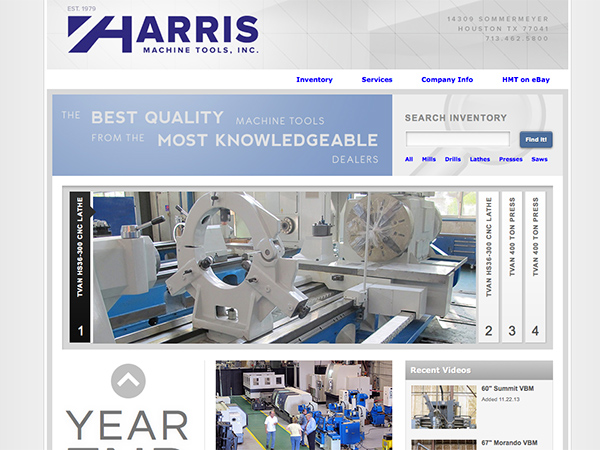 EST. 1979
HARRIS
MACHINE TOOLS, INC.
14309 SOMMERMEYER
HOUSTON TX 77041
713.462.5800
Inventory Services Company Info HMT on eBay
THE BEST QUALITY MACHINE TOOLS
FROM THE MOST KNOWLEDGEABLE
DEALERS
SEARCH INVENTORY
Find it!
All Mills Drills Lathes Presses Saws
TVAN HS36-300 CNC LATHE
1
TVAN HS36-300 CNC LATHE
2
TVAN 400 TON PRESS
3
TVAN 400 TON PRESS
4
YEAR
END
Recent Videos
60" Summit VBM
Added 11.22.13
67" Morando VBM